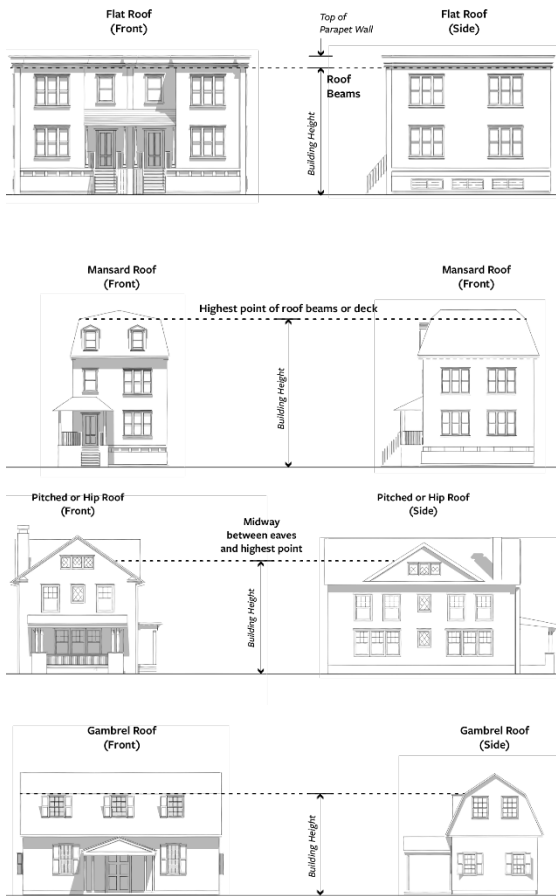 Flat Roof
(Front)
Top of
Parapet Wall
Flat Roof
(Side)
Roof
Beams
Building Height
Mansard Roof
(Front)
Mansard Roof
(Front)
Highest point of roof beams or deck
Building Height
Pitched or Hip Roof
(Front)
Pitched or Hip Roof
(Side)
Midway
between eaves
and highest point
Building Height
Gambrel Roof
(Front)
Gambrel Roof
(Side)
Building Height